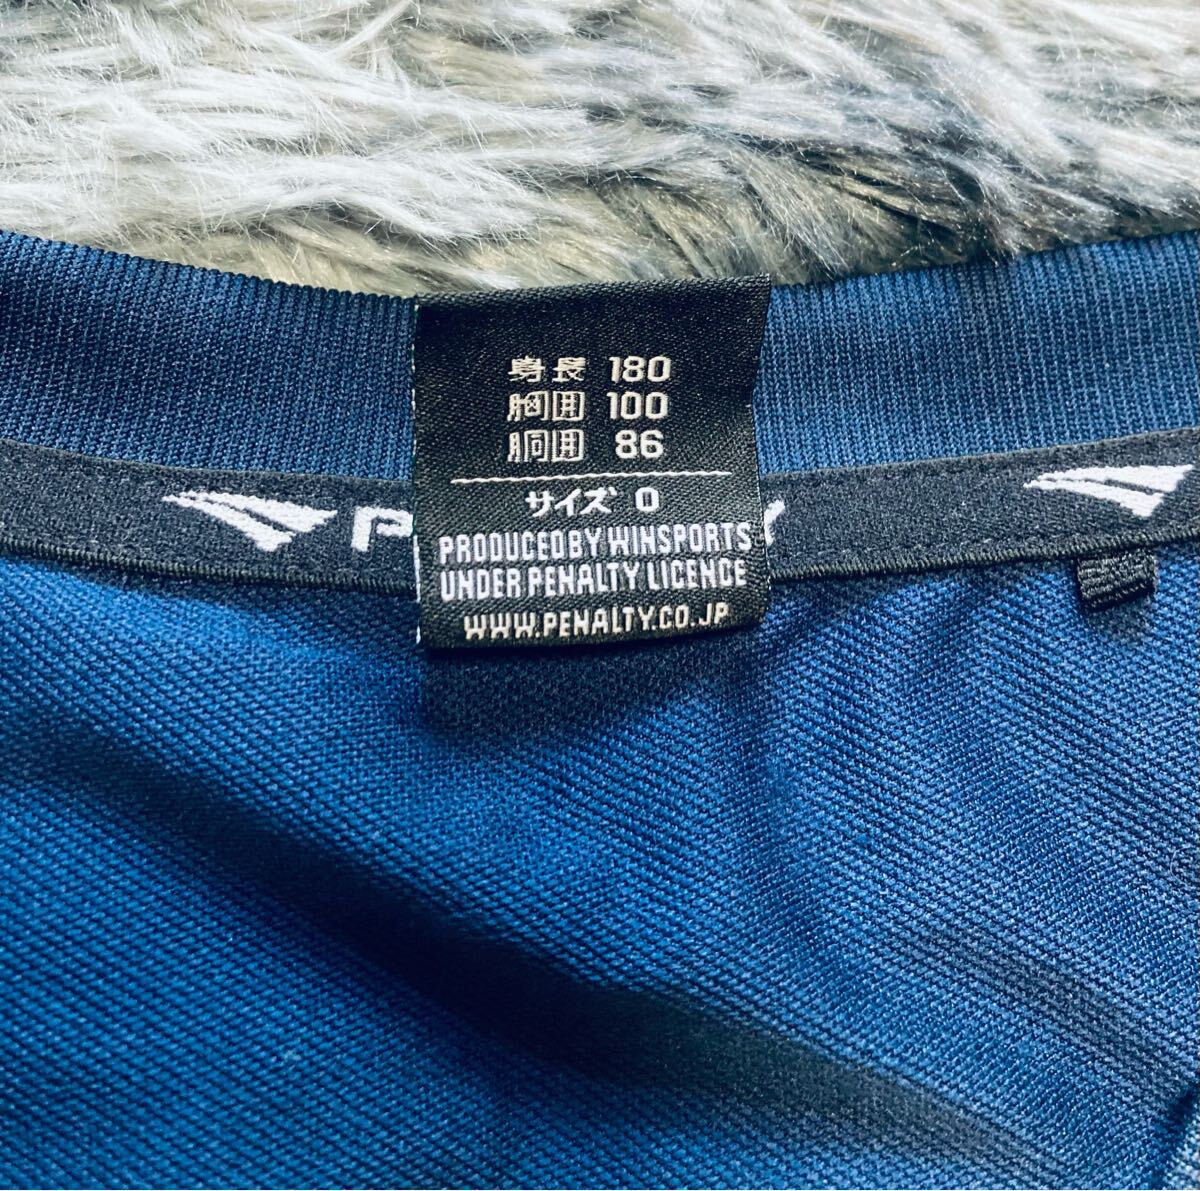 身長 180
胸囲 100
胴囲 86
サイズ O
PRODUCED BY WINSPORTS
UNDER PENALTY LICENCE
WWW.PENALTY.CO.JP